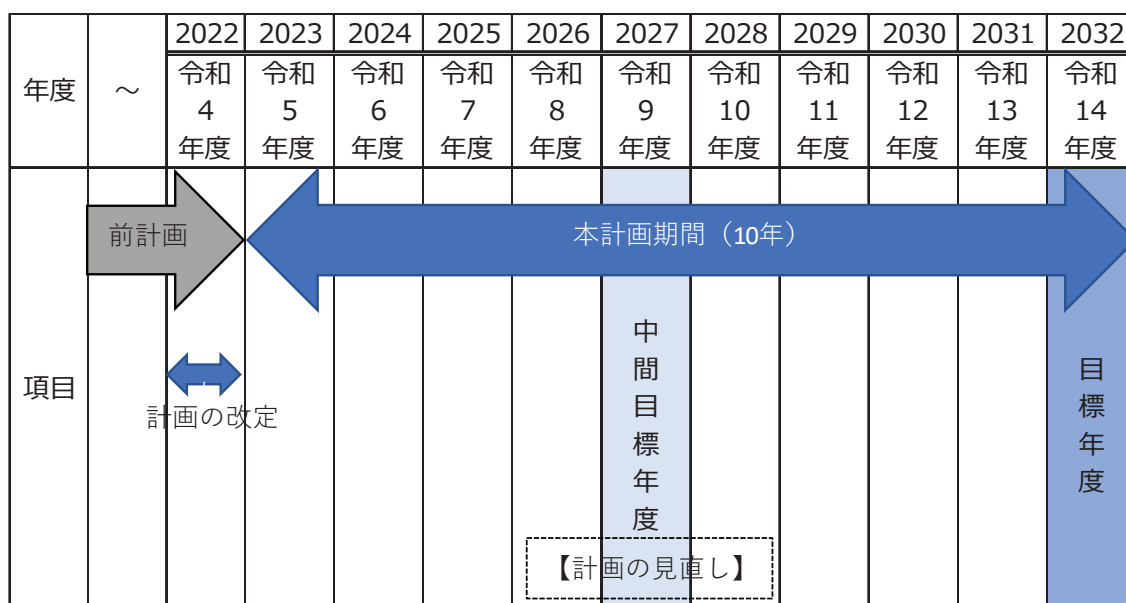 年度 ～ 2022 2023 2024 2025 2026 2027 2028 2029 2030 2031 2032
令和 令和 令和 令和 令和 令和 令和 令和 令和 令和 令和
4 5 6 7 8 9 10 11 12 13 14
年度 年度 年度 年度 年度 年度 年度 年度 年度 年度 年度
項目
前計画
本計画期間（10年）
計画の改定
中間目標年度
【計画の見直し】
目標年度